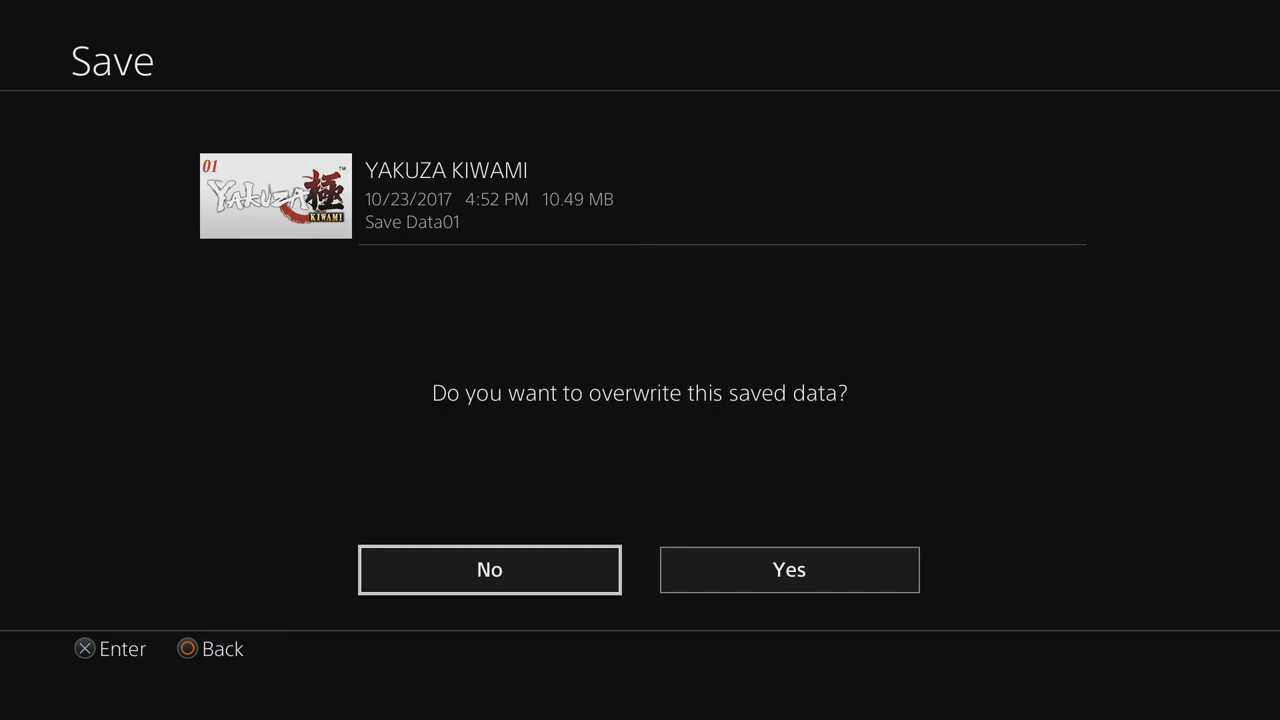 Save
01
YAKUZA 極
TM
KIWAMI
YAKUZA KIWAMI
10/23/2017 4:52 PM 10.49 MB
Save Data01
Do you want to overwrite this saved data?
No Yes
Enter Back